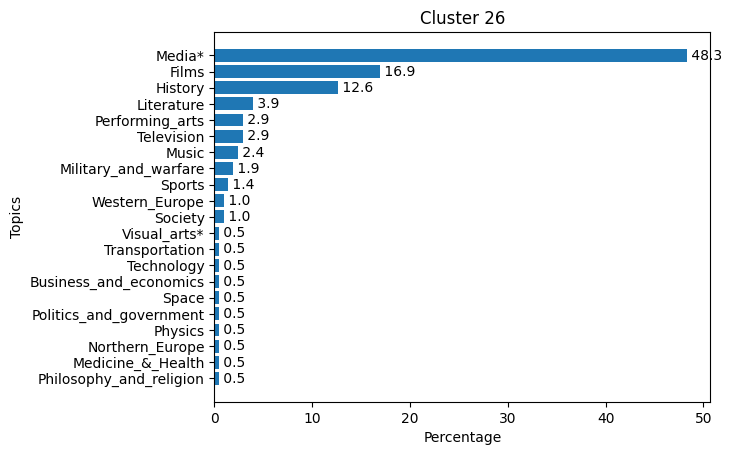 Cluster 26
Topics
Media* 48.3
Films 16.9
History 12.6
Literature 3.9
Performing_arts 2.9
Television 2.9
Music 2.4
Military_and_warfare 1.9
Sports 1.4
Western_Europe 1.0
Society 1.0
Visual_arts* 0.5
Transportation 0.5
Technology 0.5
Business_and_economics 0.5
Space 0.5
Politics_and_government 0.5
Physics 0.5
Northern_Europe 0.5
Medicine_&_Health 0.5
Philosophy_and_religion 0.5
0 10 20 30 40 50
Percentage